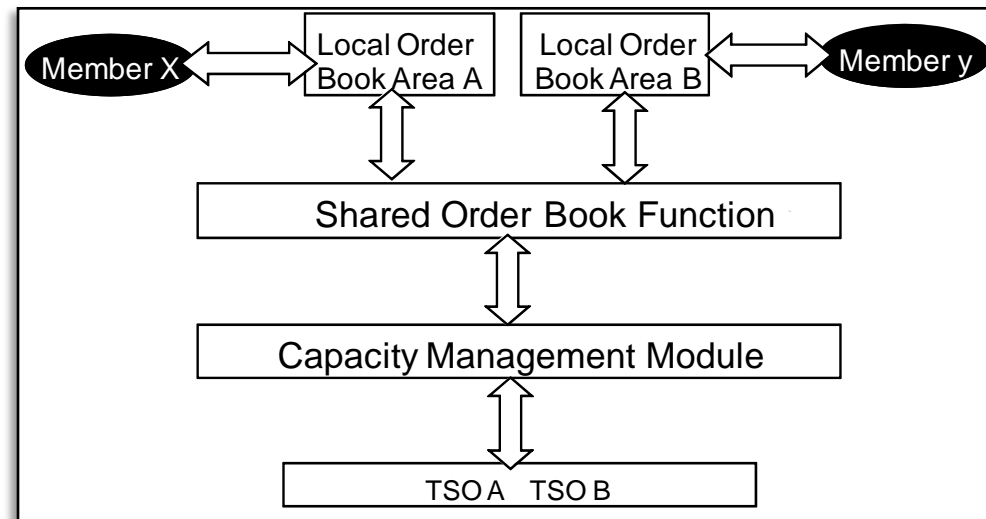 Member X
Local Order
Book Area A
Local Order
Book Area B
Member y
Shared Order Book Function
Capacity Management Module
TSO A TSO B